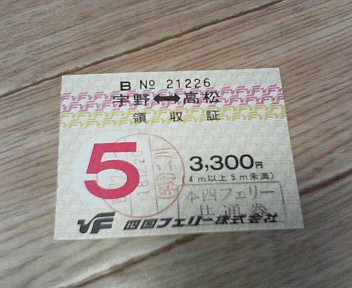 B No 21226
宇野⟷高松
領収証
5
3,300円
(4m以上5m未満)
本四フェリー
共通券
四国フェリー株式会社